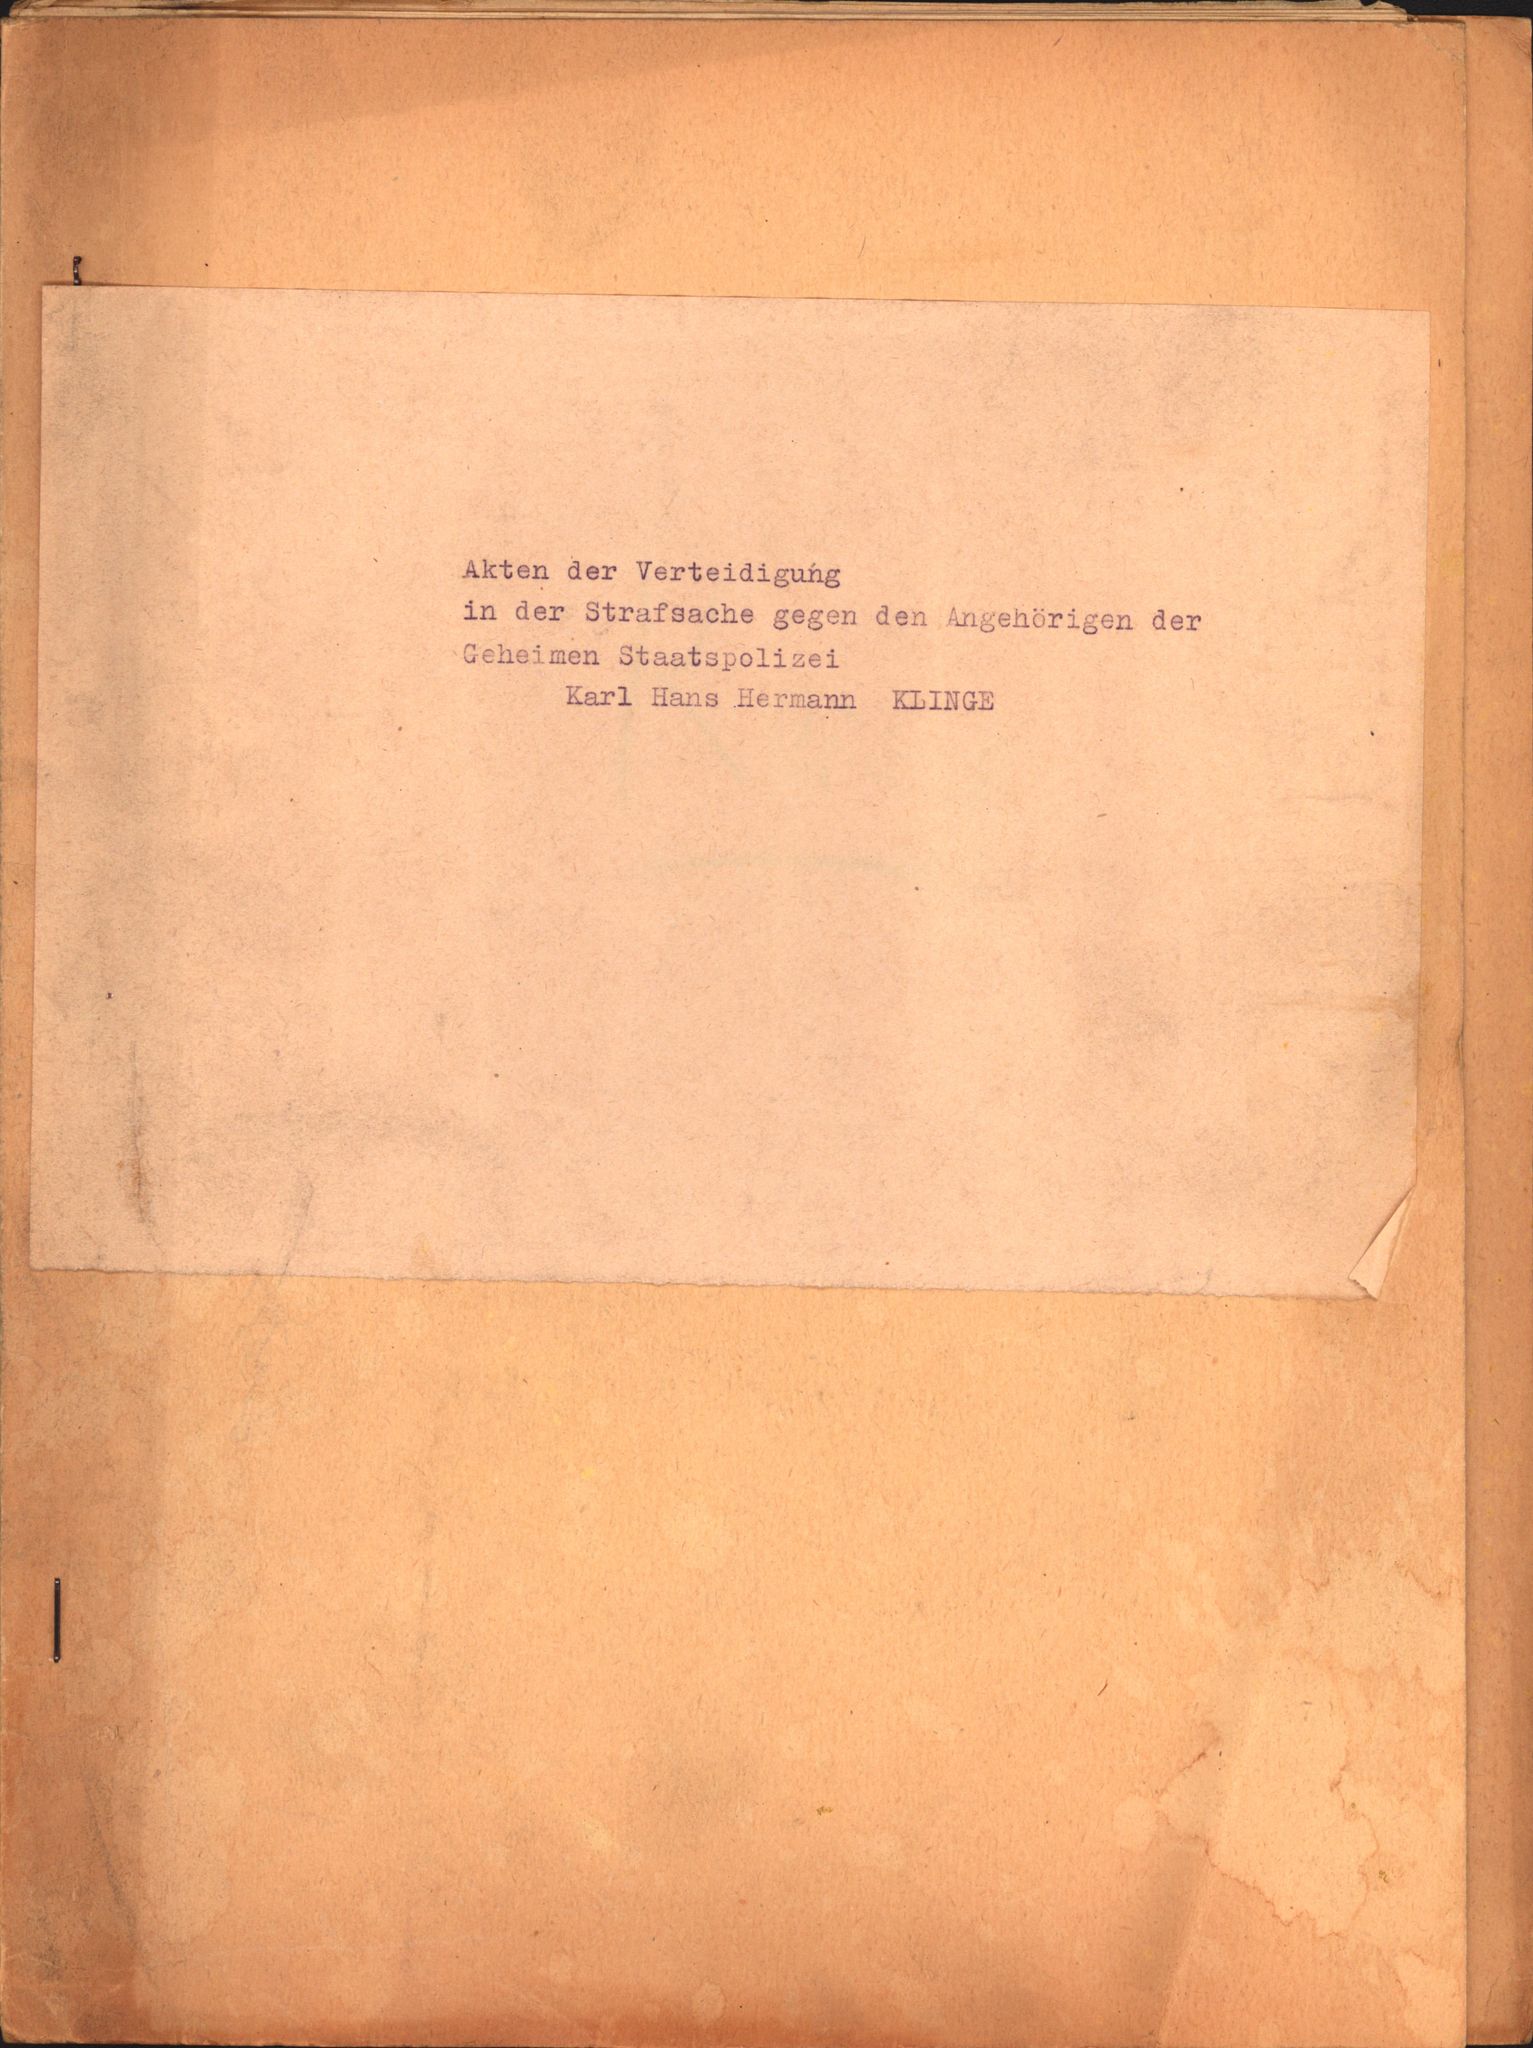 Akten der Verteidigung
in der Strafsache gegen den Angehörigen der
Geheimen Staatspolizei
Karl Hans Hermann KLINGE